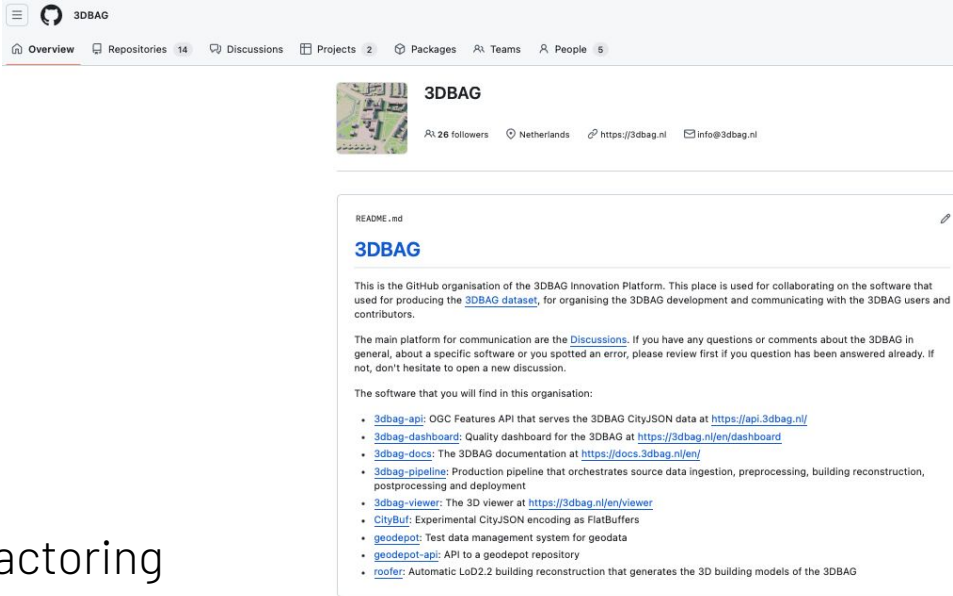 3DBAG
Overview Repositories 14 Discussions Projects 2 Packages Teams People 5
3DBAG
26 followers Netherlands https://3dbag.nl info@3dbag.nl
README.md
3DBAG
This is the GitHub organisation of the 3DBAG Innovation Platform. This place is used for collaborating on the software that
used for producing the 3DBAG dataset, for organising the 3DBAG development and communicating with the 3DBAG users and
contributors.
The main platform for communication are the Discussions. If you have any questions or comments about the 3DBAG in
general, about a specific software or you spotted an error, please review first if you question has been answered already. If
not, don't hesitate to open a new discussion.
The software that you will find in this organisation:
• 3dbag-api: OGC Features API that serves the 3DBAG CityJSON data at https://api.3dbag.nl/
• 3dbag-dashboard: Quality dashboard for the 3DBAG at https://3dbag.nl/en/dashboard
• 3dbag-docs: The 3DBAG documentation at https://docs.3dbag.nl/en/
• 3dbag-pipeline: Production pipeline that orchestrates source data ingestion, preprocessing, building reconstruction,
postprocessing and deployment
• 3dbag-viewer: The 3D viewer at https://3dbag.nl/en/viewer
• CityBuf: Experimental CityJSON encoding as FlatBuffers
• geodepot: Test data management system for geodata
• geodepot-api: API to a geodepot repository
• roofer: Automatic LoD2.2 building reconstruction that generates the 3D building models of the 3DBAG
actoring